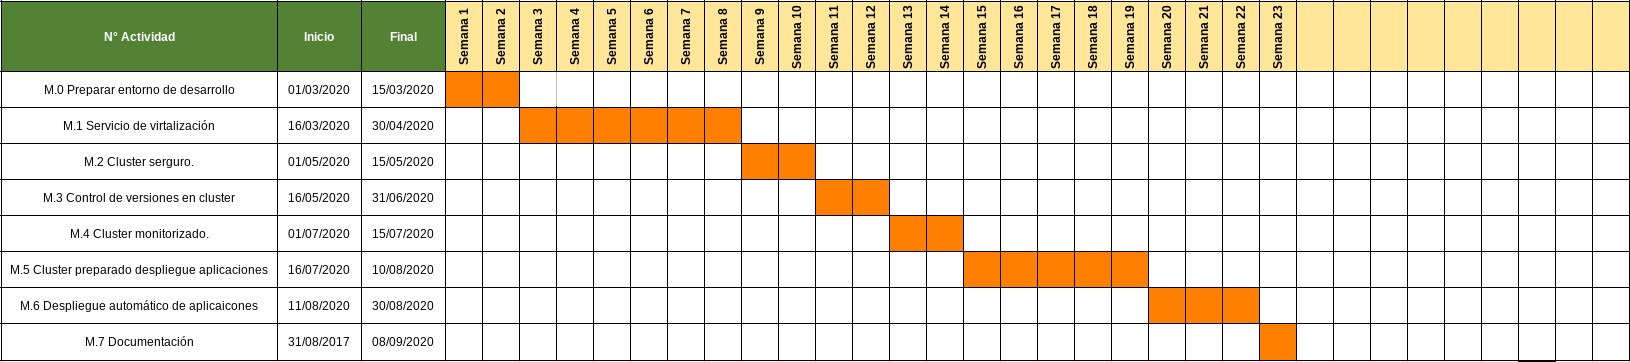 N° Actividad Inicio Final Semana 1 Semana 2 Semana 3 Semana 4 Semana 5 Semana 6 Semana 7 Semana 8 Semana 9 Semana 10 Semana 11 Semana 12 Semana 13 Semana 14 Semana 15 Semana 16 Semana 17 Semana 18 Semana 19 Semana 20 Semana 21 Semana 22 Semana 23
M.0 Preparar entorno de desarrollo 01/03/2020 15/03/2020
M.1 Servicio de virtalización 16/03/2020 30/04/2020
M.2 Cluster serguro. 01/05/2020 15/05/2020
M.3 Control de versiones en cluster 16/05/2020 31/06/2020
M.4 Cluster monitorizado. 01/07/2020 15/07/2020
M.5 Cluster preparado despliegue aplicaciones 16/07/2020 10/08/2020
M.6 Despliegue automático de aplicaicones 11/08/2020 30/08/2020
M.7 Documentación 31/08/2017 08/09/2020